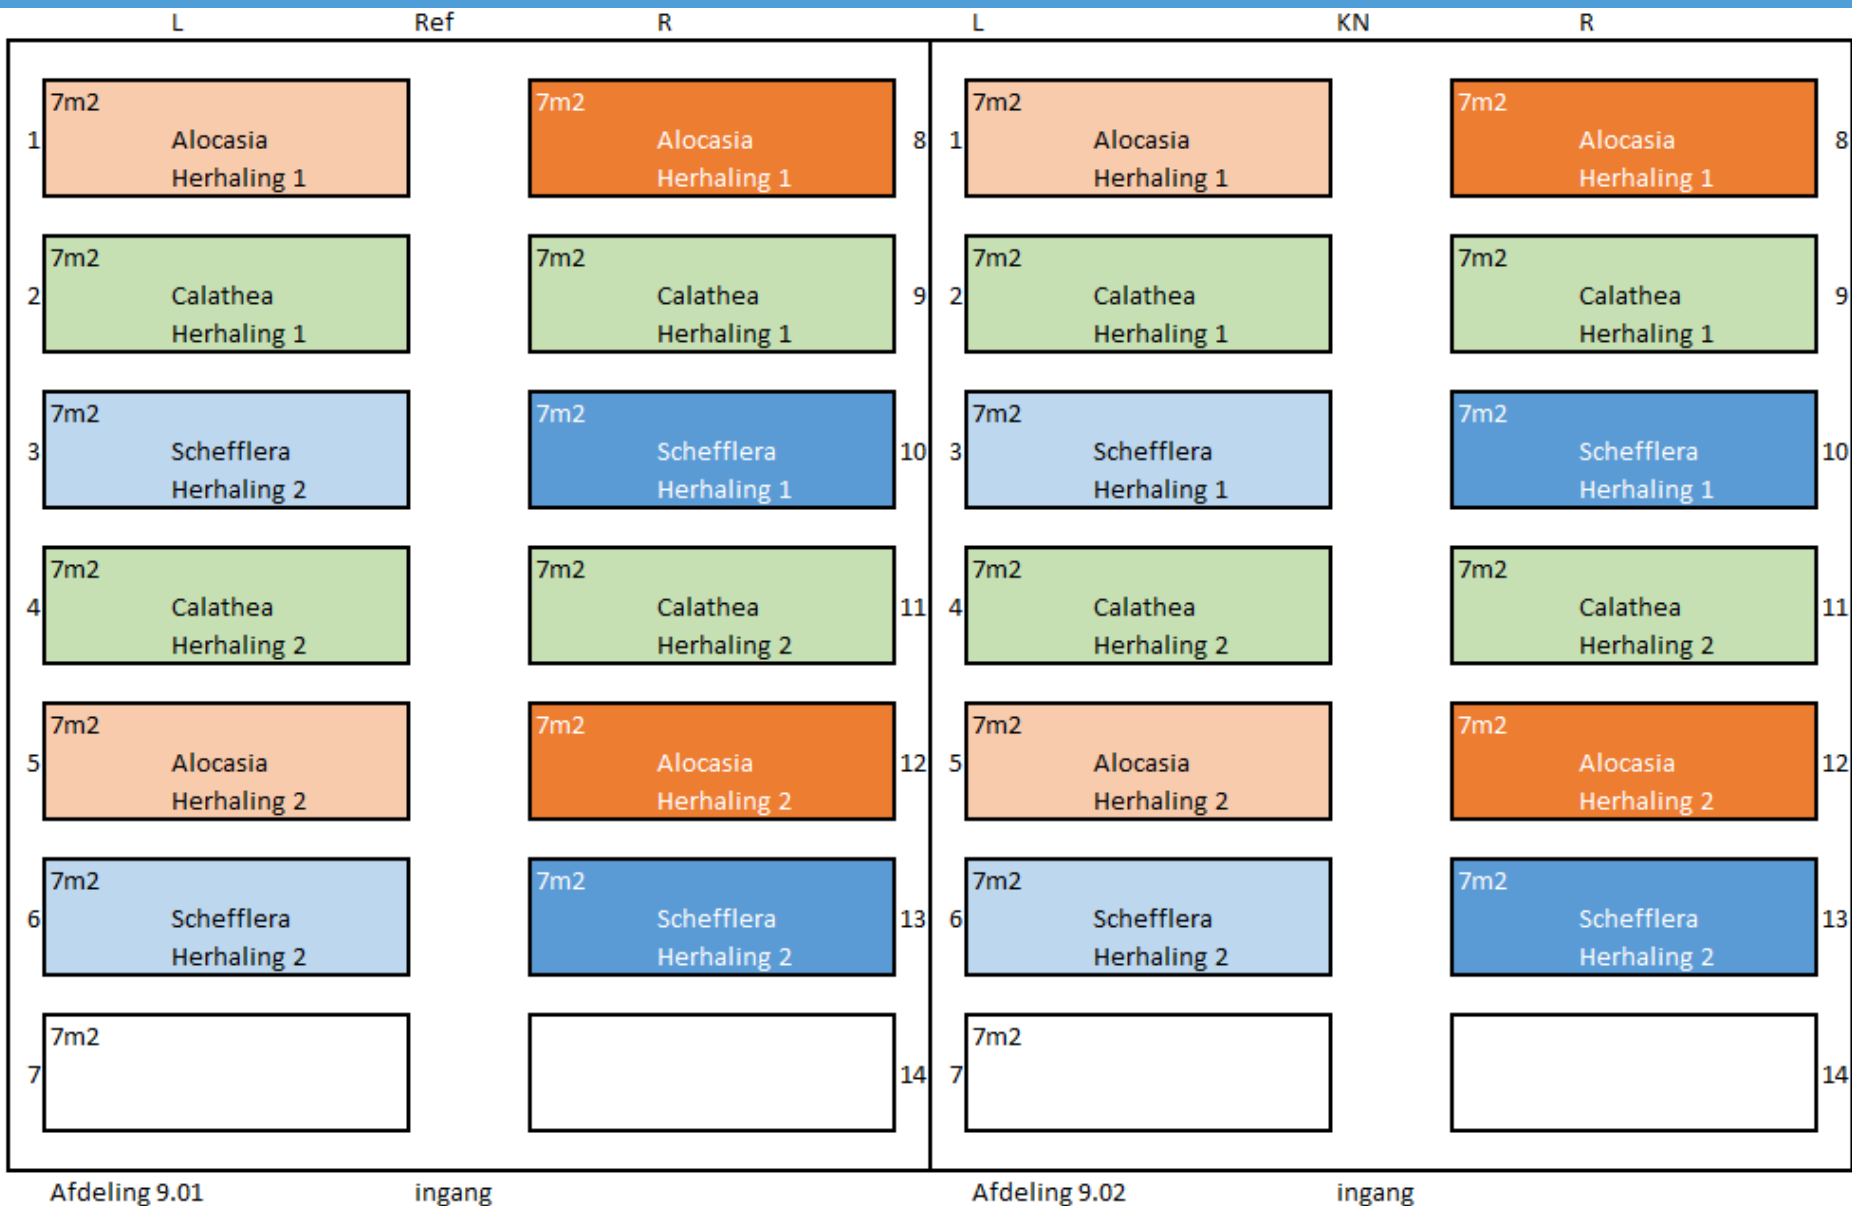 L Ref R L KN R
7m2 7m2 7m2 7m2
1 Alocasia Alocasia 8 1 Alocasia Alocasia 8
Herhaling 1 Herhaling 1 Herhaling 1 Herhaling 1
7m2 7m2 7m2 7m2
2 Calathea Calathea 9 2 Calathea Calathea 9
Herhaling 1 Herhaling 1 Herhaling 1 Herhaling 1
7m2 7m2 7m2 7m2
3 Schefflera Schefflera 10 3 Schefflera Schefflera 10
Herhaling 2 Herhaling 1 Herhaling 1 Herhaling 1
7m2 7m2 7m2 7m2
4 Calathea Calathea 11 4 Calathea Calathea 11
Herhaling 2 Herhaling 2 Herhaling 2 Herhaling 2
7m2 7m2 7m2 7m2
5 Alocasia Alocasia 12 5 Alocasia Alocasia 12
Herhaling 2 Herhaling 2 Herhaling 2 Herhaling 2
7m2 7m2 7m2 7m2
6 Schefflera Schefflera 13 6 Schefflera Schefflera 13
Herhaling 2 Herhaling 2 Herhaling 2 Herhaling 2
7m2 7m2
7 14 7 14
Afdeling 9.01 ingang Afdeling 9.02 ingang